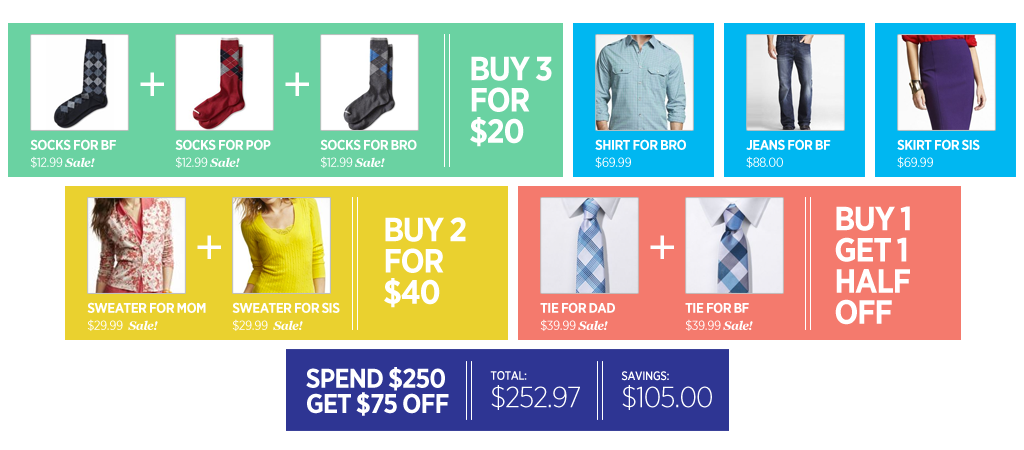 SOCKS FOR BF
$12.99 Sale!
+
SOCKS FOR POP
$12.99 Sale!
+
SOCKS FOR BRO
$12.99 Sale!
BUY 3
FOR
$20
SHIRT FOR BRO
$69.99
JEANS FOR BF
$88.00
SKIRT FOR SIS
$69.99
SWEATER FOR MOM
$29.99 Sale!
+
SWEATER FOR SIS
$29.99 Sale!
BUY 2
FOR
$40
TIE FOR DAD
$39.99 Sale!
+
TIE FOR BF
$39.99 Sale!
BUY 1
GET 1
HALF
OFF
SPEND $250
GET $75 OFF
TOTAL:
$252.97
SAVINGS:
$105.00